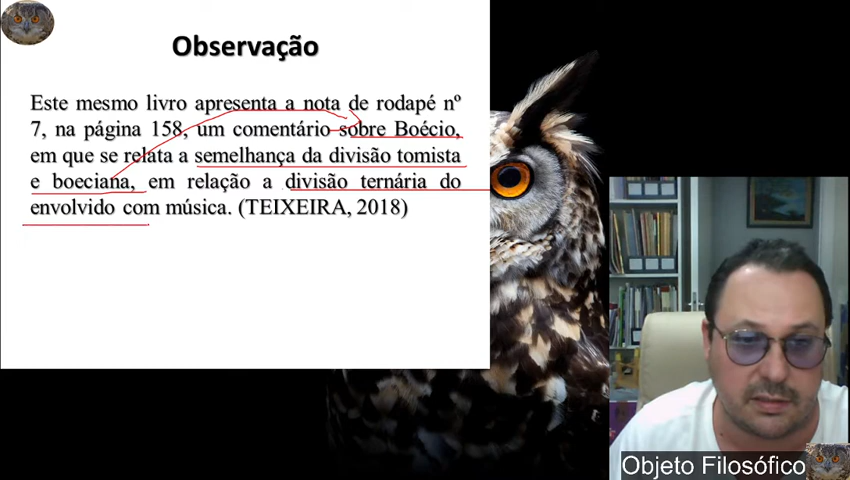 Observação
Este mesmo livro apresenta a nota de rodapé nº
7, na página 158, um comentário sobre Boécio,
em que se relata a semelhança da divisão tomista
e boeciana, em relação a divisão ternária do
envolvido com música. (TEIXEIRA, 2018)
Objeto Filosófico